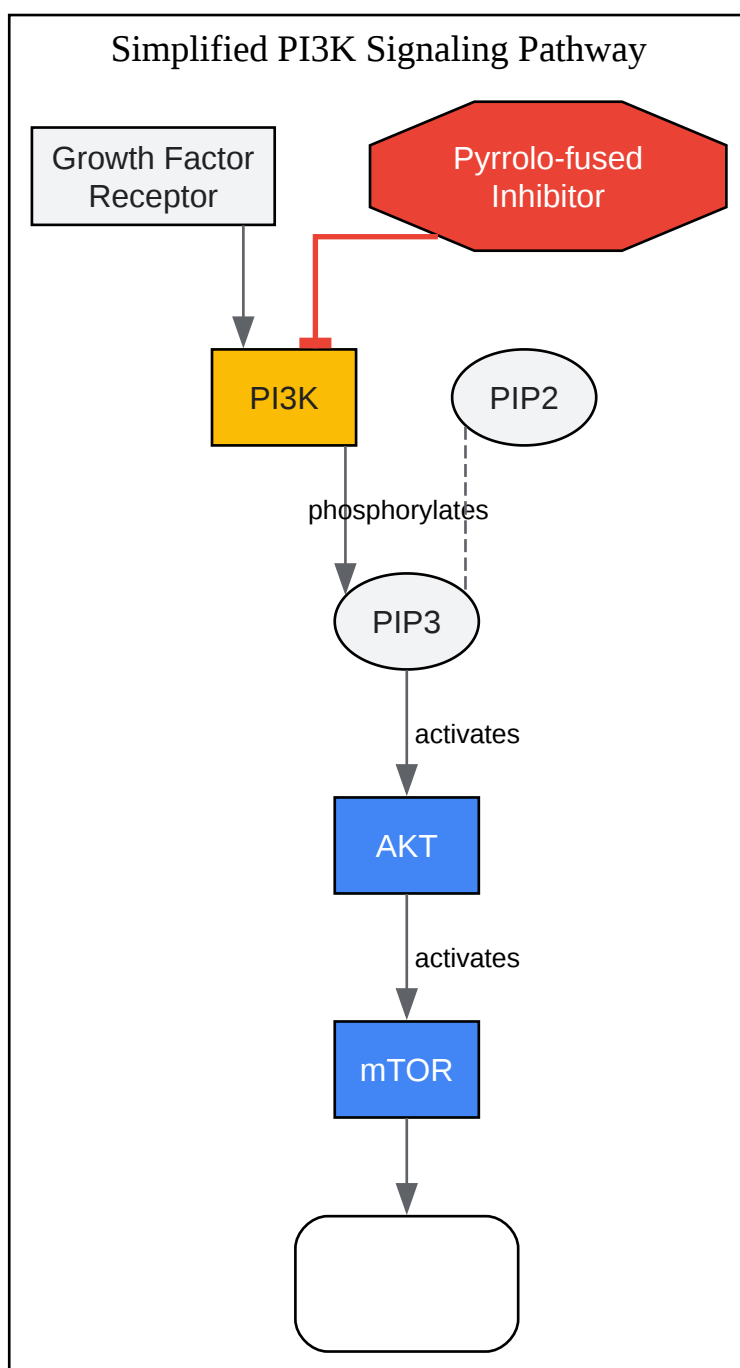 Simplified PI3K Signaling Pathway
Growth Factor
Receptor
Pyrrolo-fused
Inhibitor
PI3K
PIP2
phosphorylates
PIP3
activates
AKT
activates
mTOR